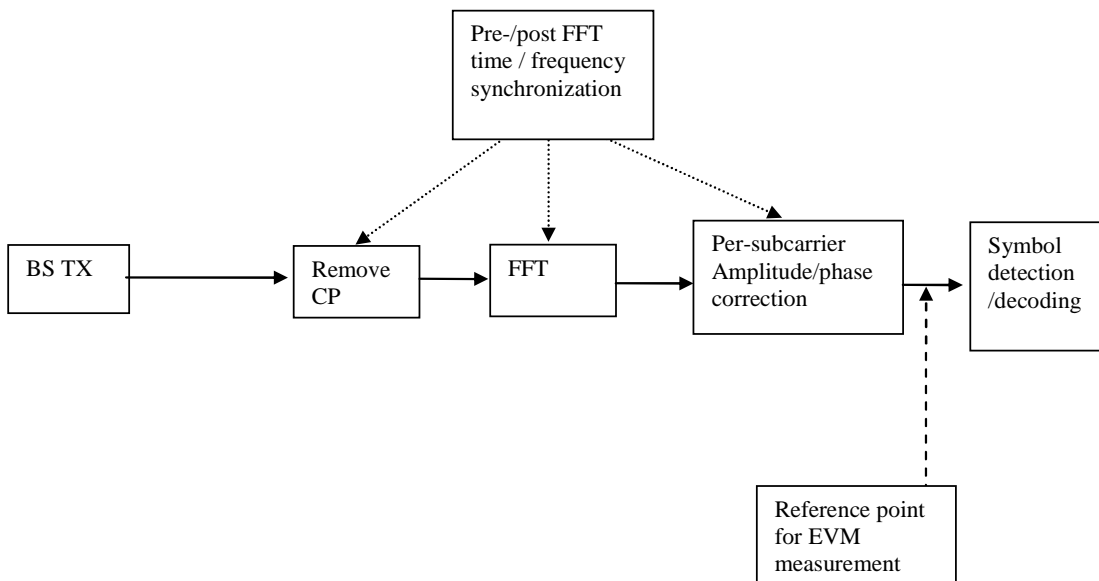 Pre-/post FFT
time / frequency
synchronization
BS TX
Remove
CP
FFT
Per-subcarrier
Amplitude/phase
correction
Symbol
detection
/decoding
Reference point
for EVM
measurement